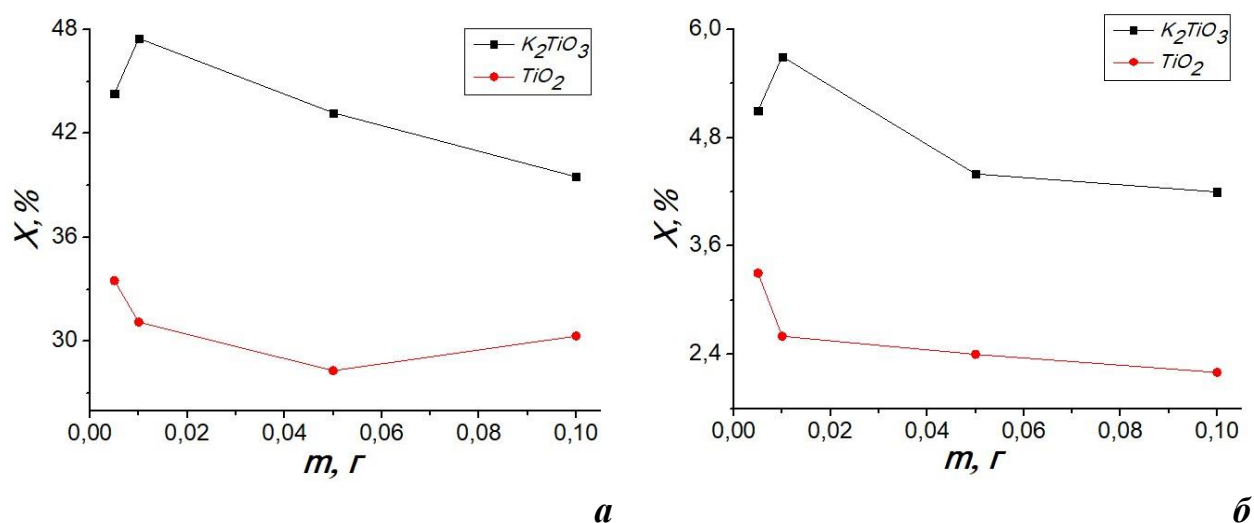 48
42
36
30
X, %
K₂TiO₃
TiO₂
0,00 0,02 0,04 0,06 0,08 0,10
m, г
а
6,0
4,8
3,6
2,4
X, %
K₂TiO₃
TiO₂
0,00 0,02 0,04 0,06 0,08 0,10
m, г
б